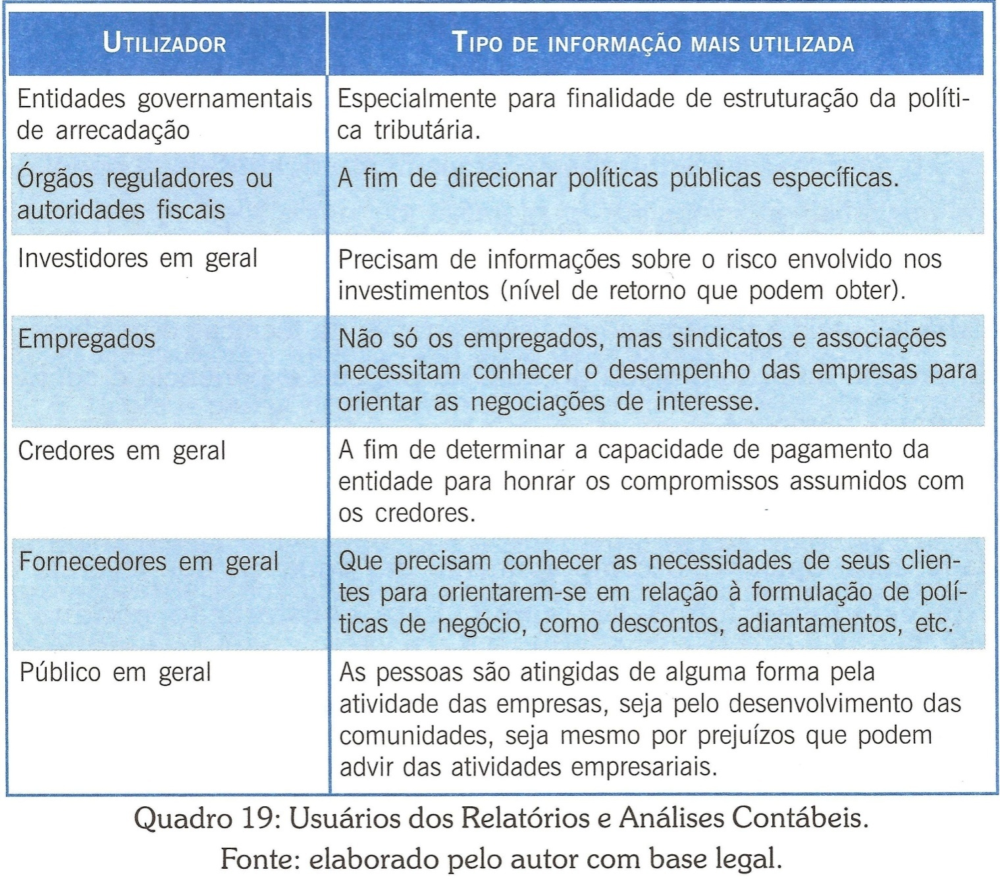 UTILIZADOR
TIPO DE INFORMAÇÃO MAIS UTILIZADA
Entidades governamentais
de arrecadação
Especialmente para finalidade de estruturação da políti-
ca tributária.
Órgãos reguladores ou
autoridades fiscais
A fim de direcionar políticas públicas específicas.
Investidores em geral
Precisam de informações sobre o risco envolvido nos
investimentos (nível de retorno que podem obter).
Empregados
Não só os empregados, mas sindicatos e associações
necessitam conhecer o desempenho das empresas para
orientar as negociações de interesse.
Credores em geral
A fim de determinar a capacidade de pagamento da
entidade para honrar os compromissos assumidos com
os credores.
Fornecedores em geral
Que precisam conhecer as necessidades de seus clien-
tes para orientarem-se em relação à formulação de polí-
ticas de negócio, como descontos, adiantamentos, etc.
Público em geral
As pessoas são atingidas de alguma forma pela
atividade das empresas, seja pelo desenvolvimento das
comunidades, seja mesmo por prejuízos que podem
advir das atividades empresariais.
Quadro 19: Usuários dos Relatórios e Análises Contábeis.
Fonte: elaborado pelo autor com base legal.